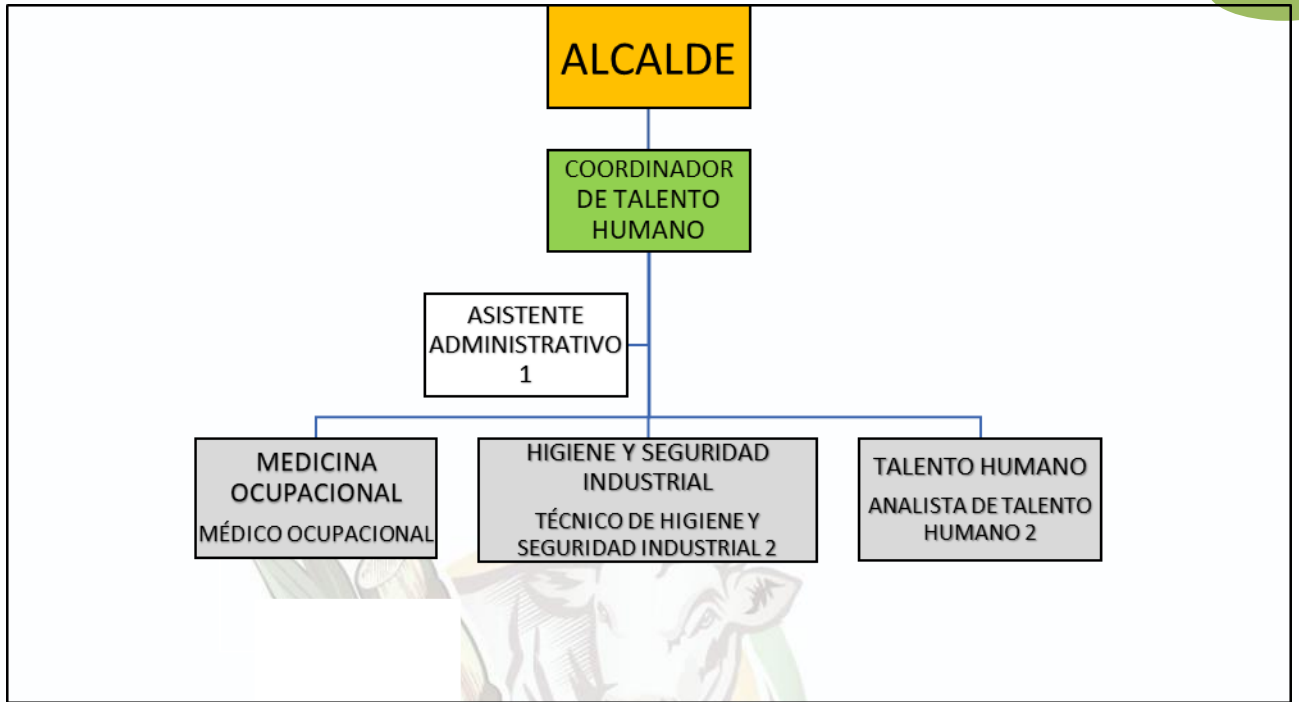 ALCALDE
COORDINADOR
DE TALENTO
HUMANO
ASISTENTE
ADMINISTRATIVO
1
MEDICINA
OCUPACIONAL
MÉDICO OCUPACIONAL
HIGIENE Y SEGURIDAD
INDUSTRIAL
TÉCNICO DE HIGIENE Y
SEGURIDAD INDUSTRIAL 2
TALENTO HUMANO
ANALISTA DE TALENTO
HUMANO 2